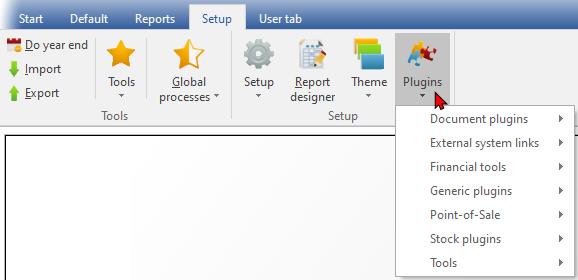 Start Default Reports Setup User tab
Do year end
Import
Export
Tools
Global
processes
Setup
Report
designer
Theme
Plugins
Tools
Setup
Document plugins
External system links
Financial tools
Generic plugins
Point-of-Sale
Stock plugins
Tools